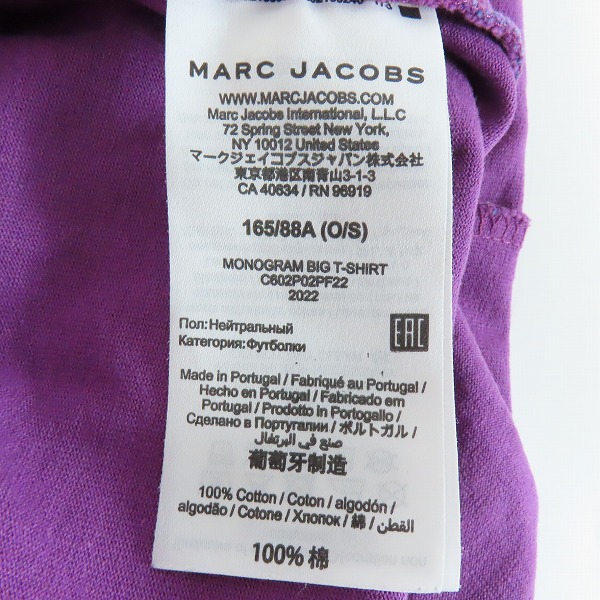 MARC JACOBS
WWW.MARCJACOBS.COM
Marc Jacobs International, L.L.C
72 Spring Street New York,
NY 10012 United States
マークジェイコブスジャパン株式会社
東京都港区南青山3-1-3
CA 40634 / RN 96919
165/88A (O/S)
MONOGRAM BIG T-SHIRT
C602P02PF22
2022
Пол:Нейтральный
Категория:Футболки
EAC
Made in Portugal / Fabriqué au Portugal /
Hecho en Portugal / Fabricado em
Portugal / Prodotto in Portogallo /
Сделано в Португалии / ポルトガル /
صنع في البرتغال
葡萄牙制造
100% Cotton / Coton / algodón /
algodão / Cotone / Хлопок / 綿 / القطن /
100% 棉